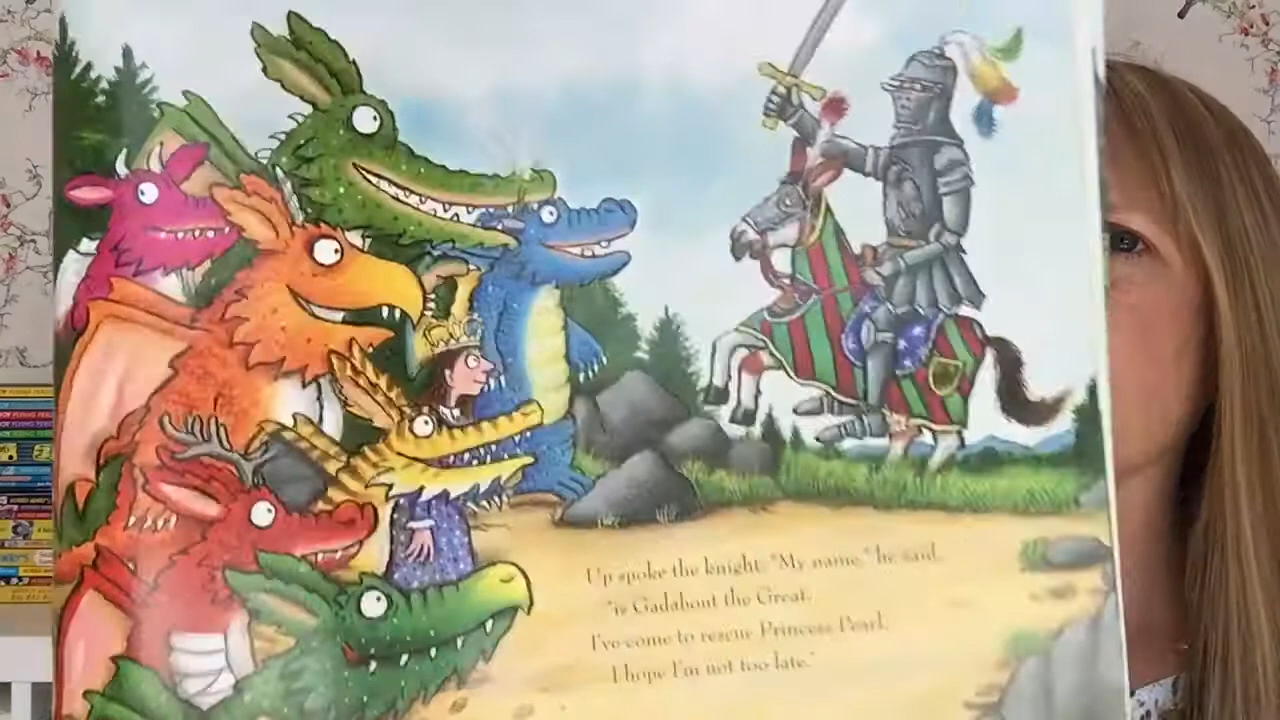 Up spoke the knight. "My name," he said,
"is Gadabout the Great.
I've come to rescue Princess Pearl.
I hope I'm not too late."